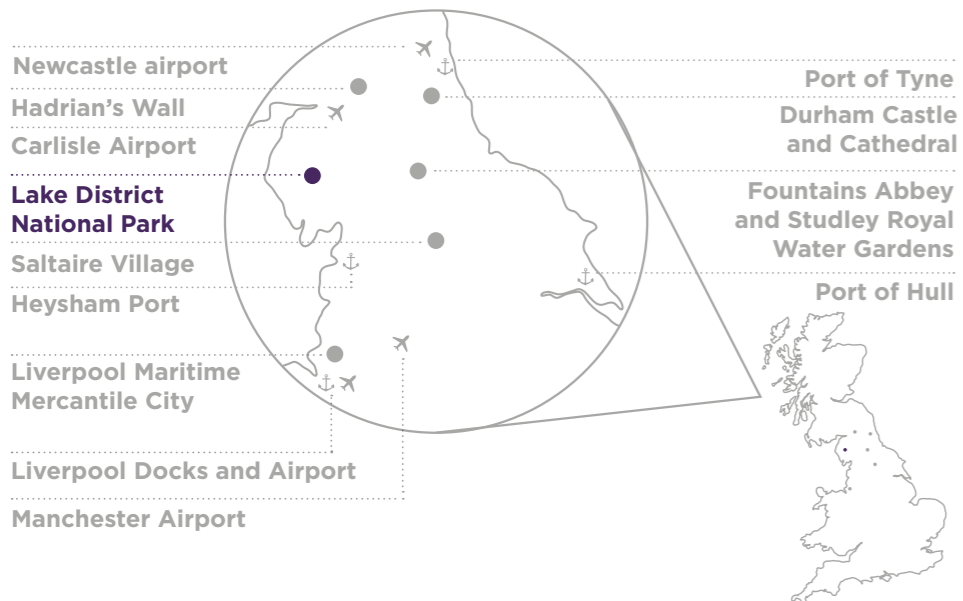 Newcastle airport
Hadrian's Wall
Carlisle Airport
Lake District
National Park
Saltaire Village
Heysham Port
Liverpool Maritime
Mercantile City
Liverpool Docks and Airport
Manchester Airport
Port of Tyne
Durham Castle
and Cathedral
Fountains Abbey
and Studley Royal
Water Gardens
Port of Hull